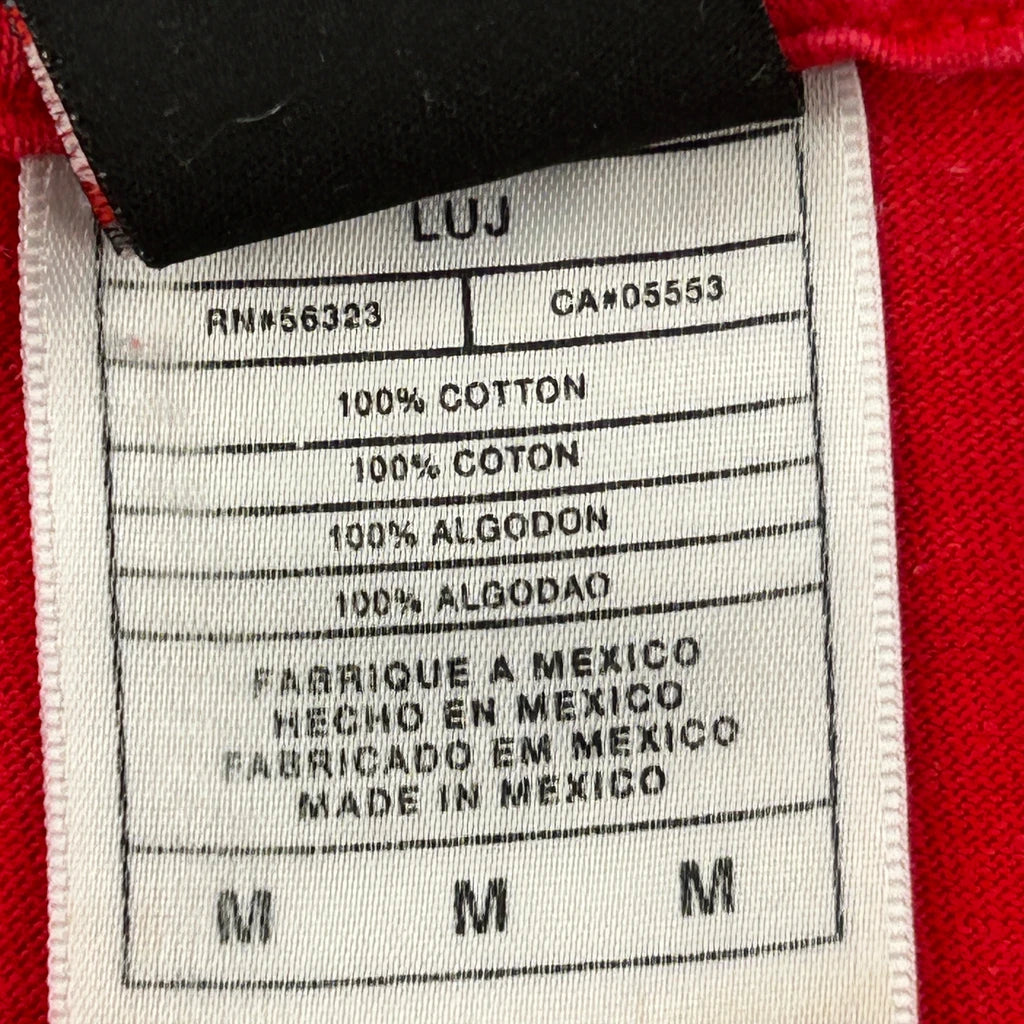 LUJ
RN#56323
CA#05553
100% COTTON
100% COTON
100% ALGODON
100% ALGODAO
FABRIQUE A MEXICO
HECHO EN MEXICO
FABRICADO EM MEXICO
MADE IN MEXICO
M M M